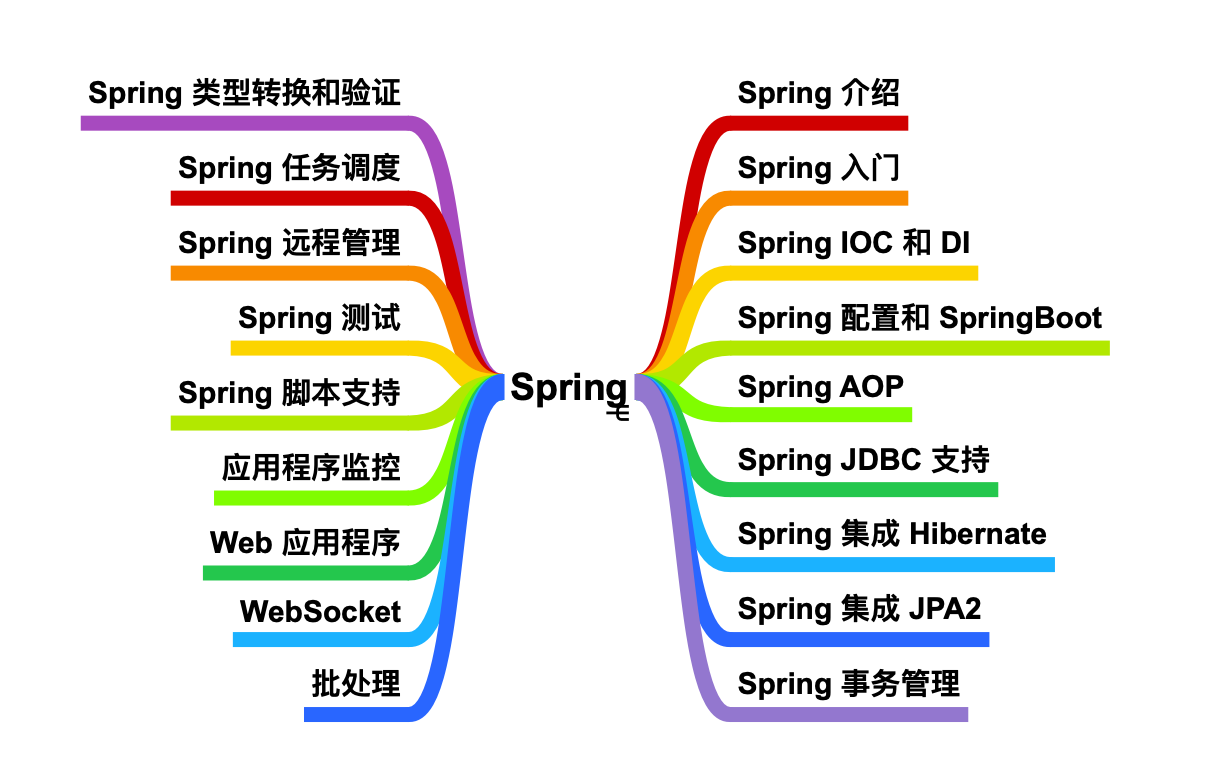 Spring
Spring 介绍
Spring 入门
Spring IOC 和 DI
Spring 配置和 SpringBoot
Spring AOP
Spring JDBC 支持
Spring 集成 Hibernate
Spring 集成 JPA2
Spring 事务管理
Spring 类型转换和验证
Spring 任务调度
Spring 远程管理
Spring 测试
Spring 脚本支持
应用程序监控
Web 应用程序
WebSocket
批处理